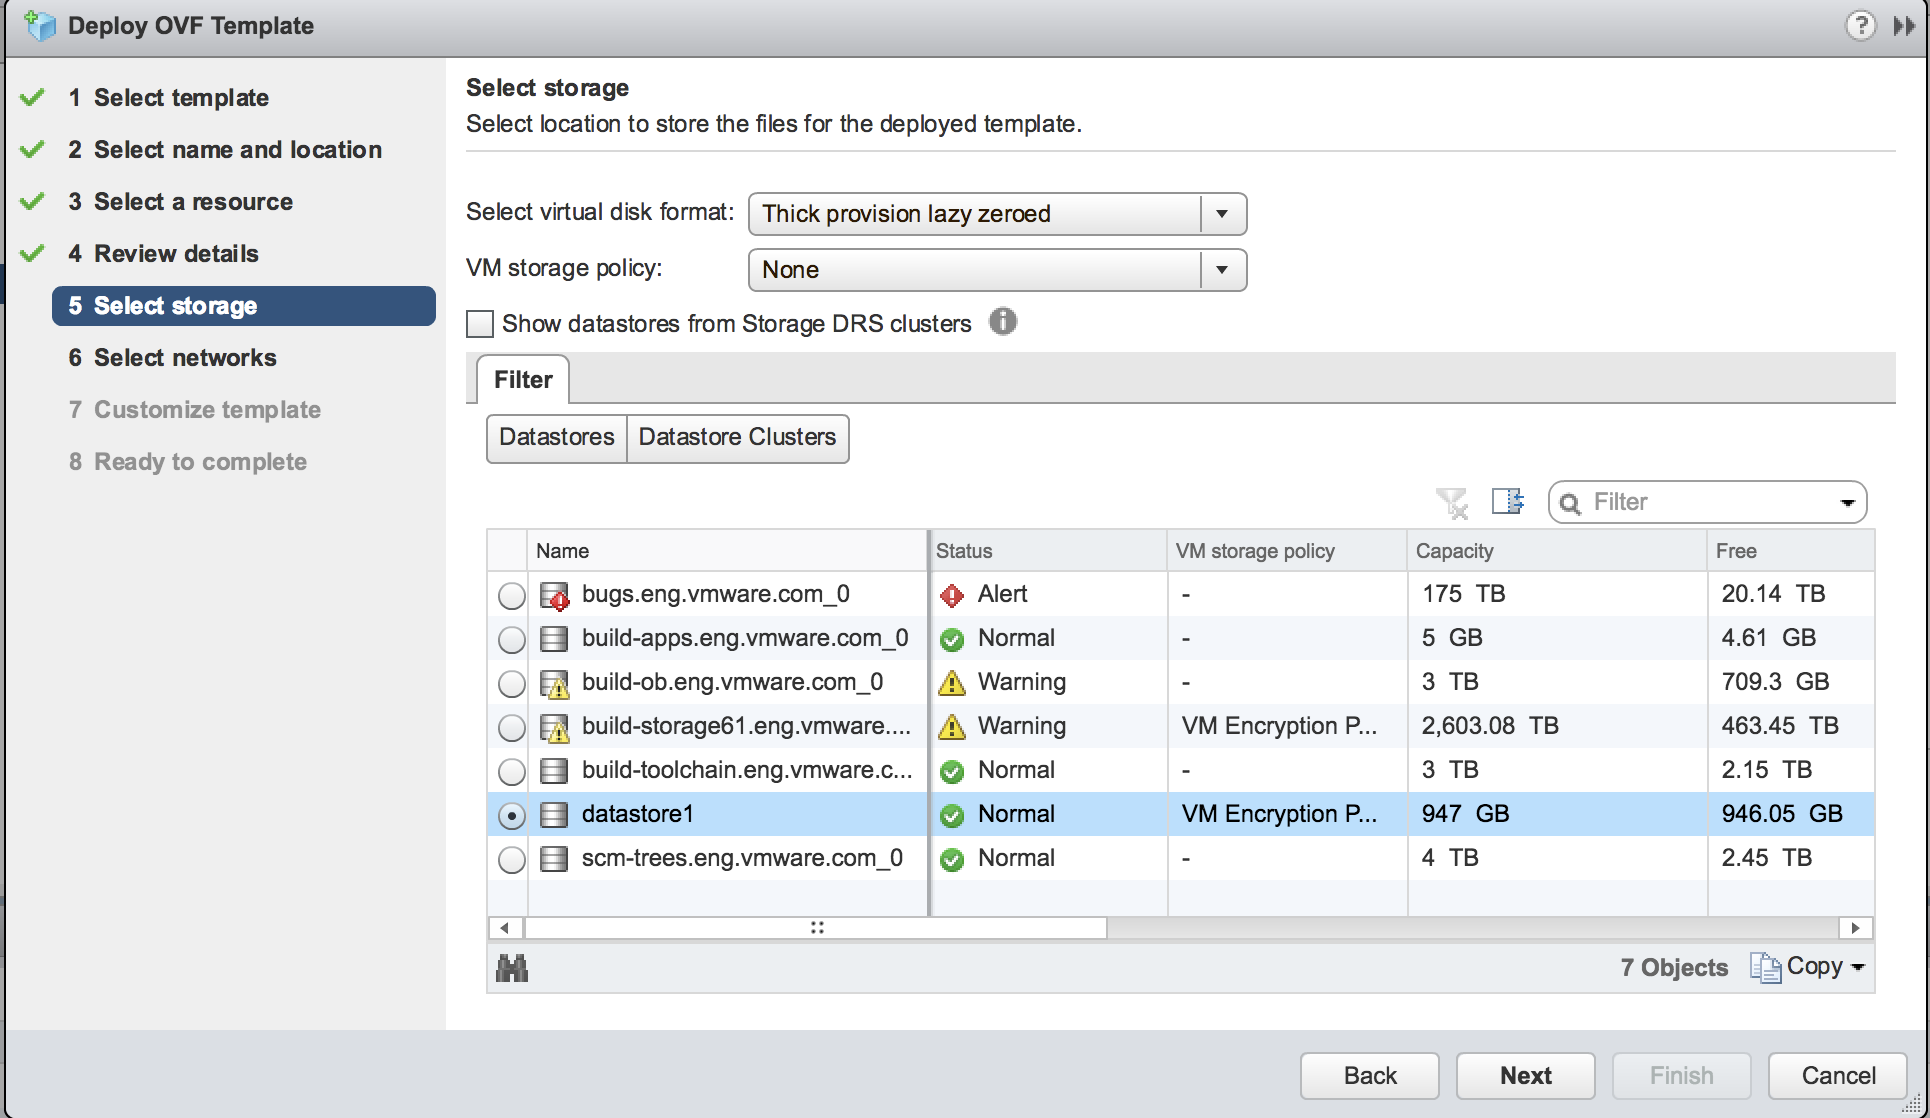 Deploy OVF Template
1 Select template
2 Select name and location
3 Select a resource
4 Review details
5 Select storage
6 Select networks
7 Customize template
8 Ready to complete
Select storage
Select location to store the files for the deployed template.
Select virtual disk format: Thick provision lazy zeroed
VM storage policy: None
Show datastores from Storage DRS clusters
Filter
Datastores Datastore Clusters
Filter
Name Status VM storage policy Capacity Free
bugs.eng.vmware.com_0 Alert - 175 TB 20.14 TB
build-apps.eng.vmware.com_0 Normal - 5 GB 4.61 GB
build-ob.eng.vmware.com_0 Warning - 3 TB 709.3 GB
build-storage61.eng.vmware.... Warning VM Encryption P... 2,603.08 TB 463.45 TB
build-toolchain.eng.vmware.c... Normal - 3 TB 2.15 TB
datastore1 Normal VM Encryption P... 947 GB 946.05 GB
scm-trees.eng.vmware.com_0 Normal - 4 TB 2.45 TB
7 Objects Copy
Back Next Finish Cancel